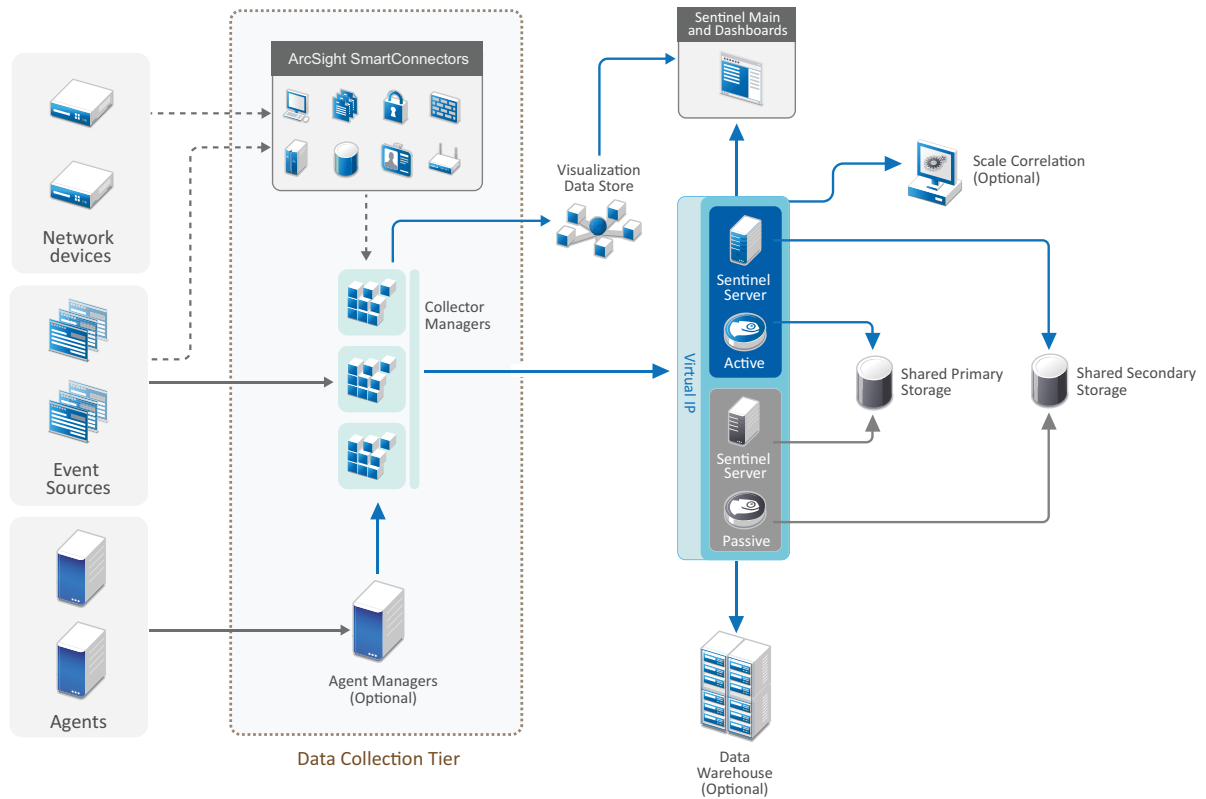 Sentinel Main
and Dashboards
ArcSight SmartConnectors
Network
devices
Visualization
Data Store
Scale Correlation
(Optional)
Collector
Managers
Sentinel
Server
Active
Virtual IP
Shared Primary
Storage
Shared Secondary
Storage
Event
Sources
Sentinel
Server
Passive
Agents
Agent Managers
(Optional)
Data Collection Tier
Data
Warehouse
(Optional)